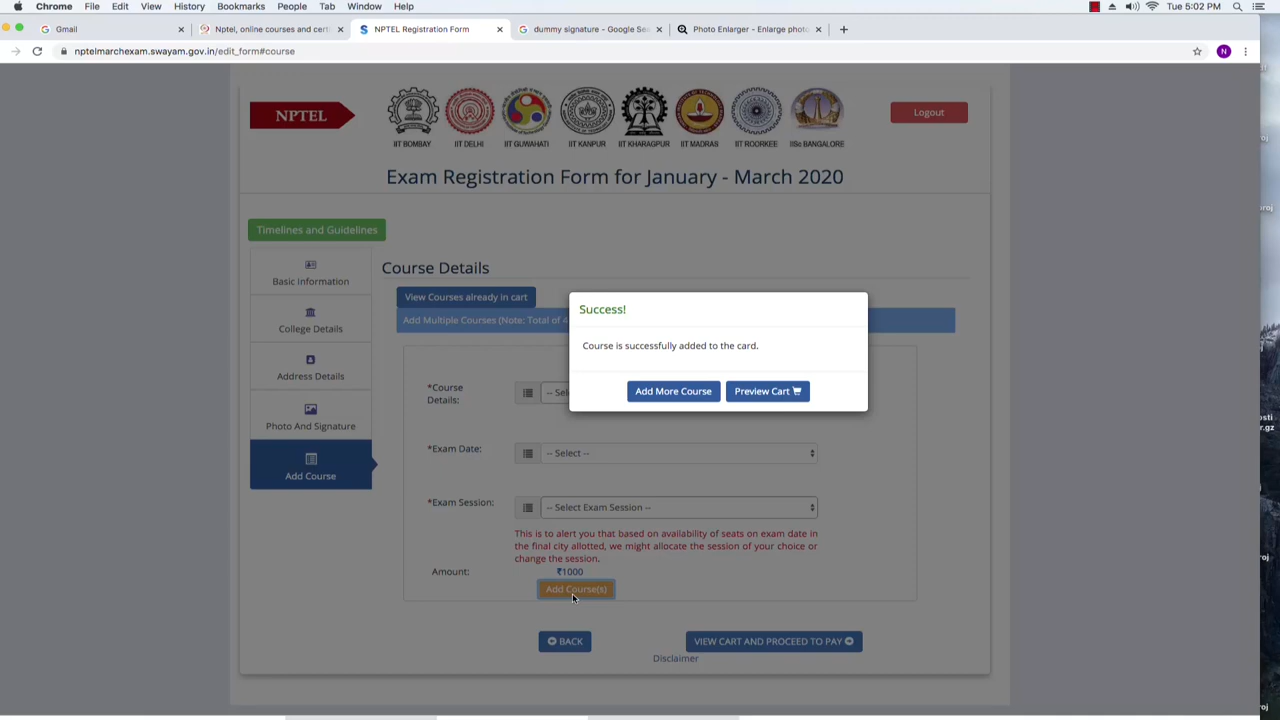 Chrome File Edit View History Bookmarks People Tab Window Help Tue 5:02 PM
Gmail Nptel, online courses and certi NPTEL Registration Form dummy signature - Google Sea Photo Enlarger - Enlarge photo
nptelmarchexam.swayam.gov.in/edit_form#course N
NPTEL Logout
IIT BOMBAY IIT DELHI IIT GUWAHATI IIT KANPUR IIT KHARAGPUR IIT MADRAS IIT ROORKEE IISc BANGALORE
Exam Registration Form for January - March 2020
Timelines and Guidelines
Basic Information
College Details
Address Details
Photo And Signature
Add Course
Course Details
View Courses already in cart
Add Multiple Courses (Note: Total of 4
Success!
Course is successfully added to the card.
Add More Course Preview Cart
*Course Details: -- Sele
*Exam Date: -- Select --
*Exam Session: -- Select Exam Session --
This is to alert you that based on availability of seats on exam date in
the final city allotted, we might allocate the session of your choice or
change the session.
Amount: ₹1000
Add Course(s)
BACK VIEW CART AND PROCEED TO PAY
Disclaimer